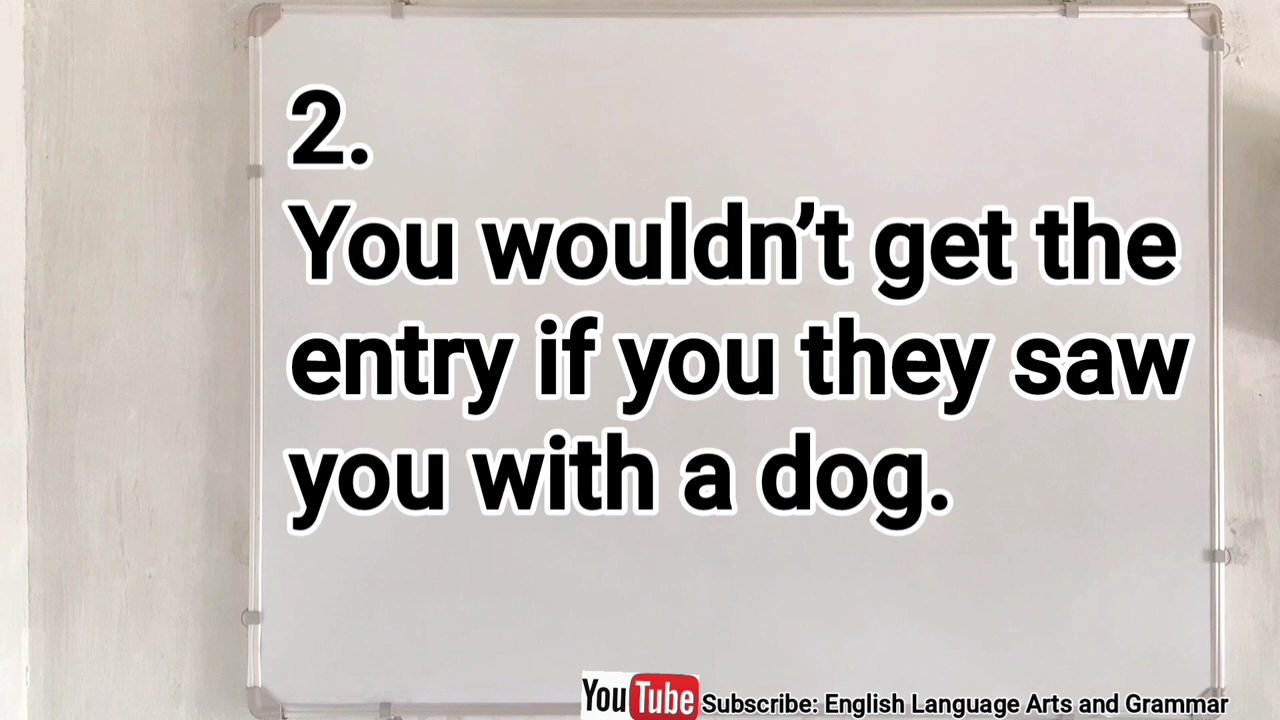 2.
You wouldn’t get the
entry if you they saw
you with a dog.
YouTube Subscribe: English Language Arts and Grammar